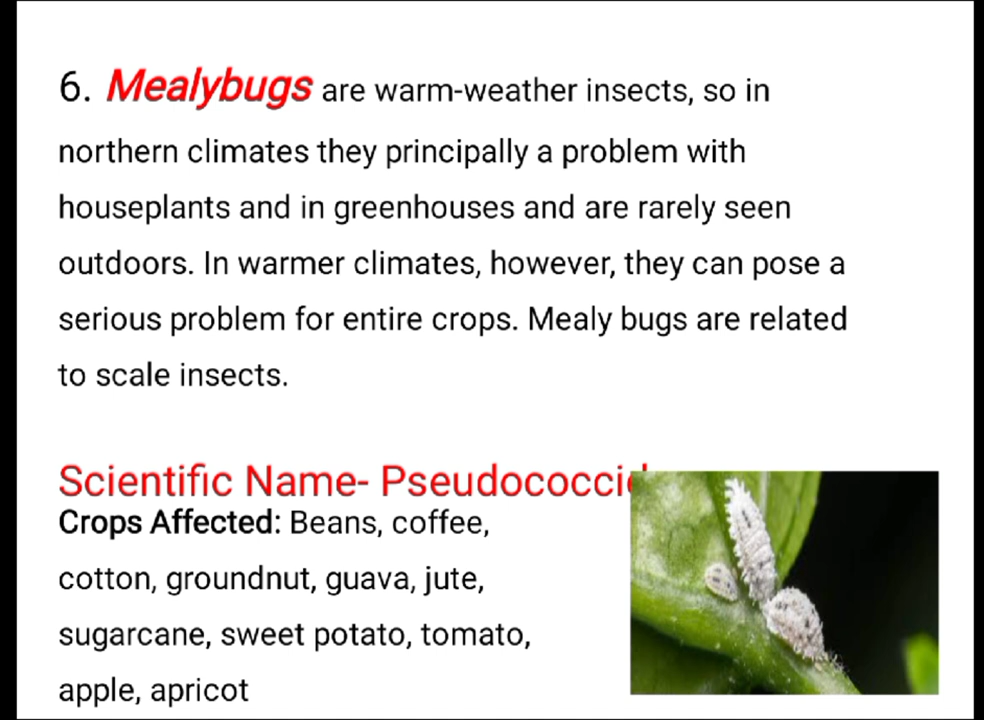 6. Mealybugs are warm-weather insects, so in
northern climates they principally a problem with
houseplants and in greenhouses and are rarely seen
outdoors. In warmer climates, however, they can pose a
serious problem for entire crops. Mealy bugs are related
to scale insects.
Scientific Name-
Crops Affected: Beans, coffee,
cotton, groundnut, guava, jute,
sugarcane, sweet potato, tomato,
apple, apricot